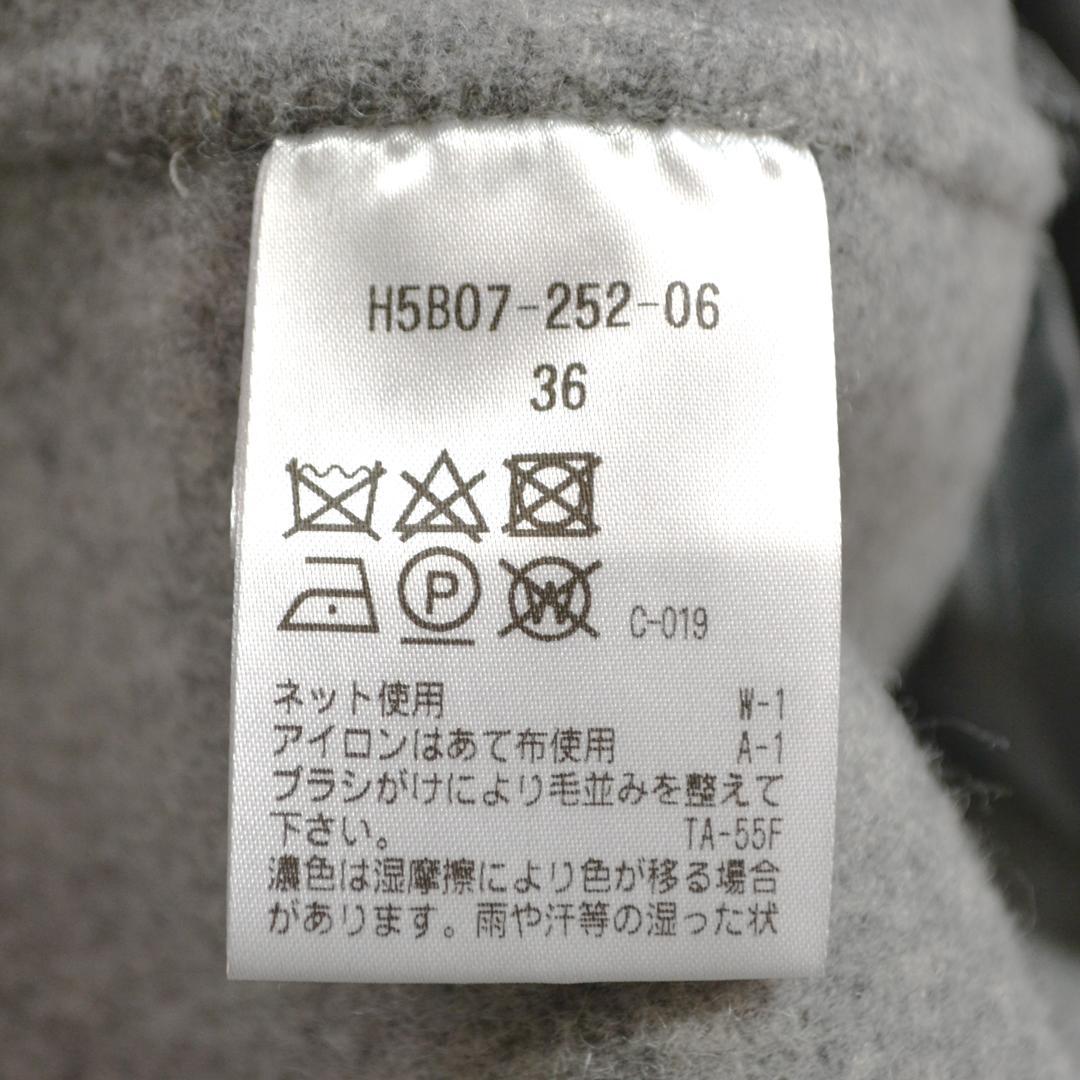 H5B07-252-06
36
P W C-019
ネット使用 W-1
アイロンはあて布使用 A-1
ブラシがけにより毛並みを整えて
下さい。 TA-55F
濃色は湿摩擦により色が移る場合
があります。雨や汗等の湿った状